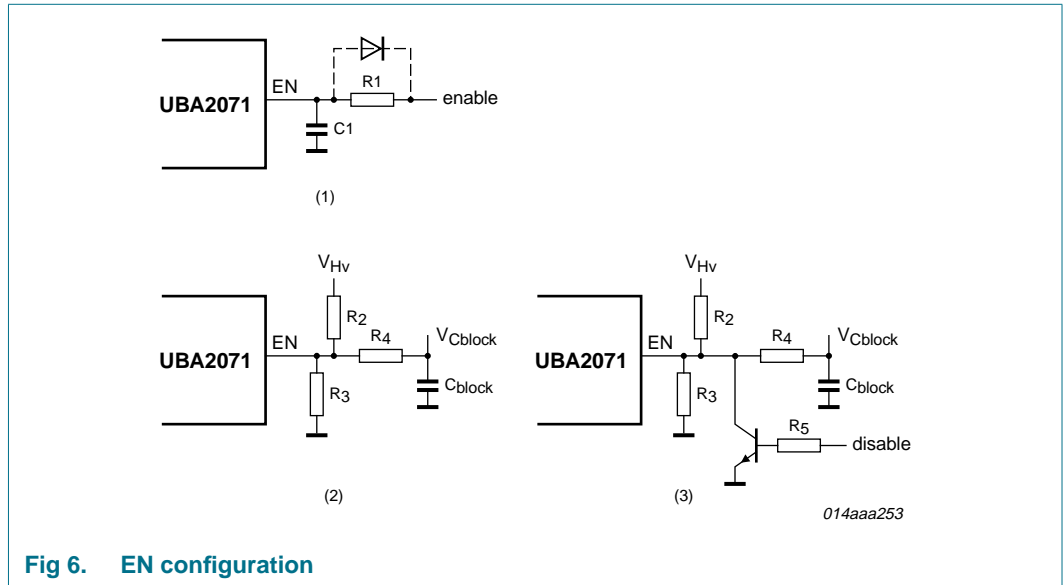 UBA2071
EN
R1
C1
enable
(1)
VHv
R2
R4
VCblock
EN
UBA2071
R3
Cblock
(2)
VHv
R2
R4
VCblock
EN
UBA2071
R3
Cblock
R5
disable
(3)
014aaa253
Fig 6. EN configuration